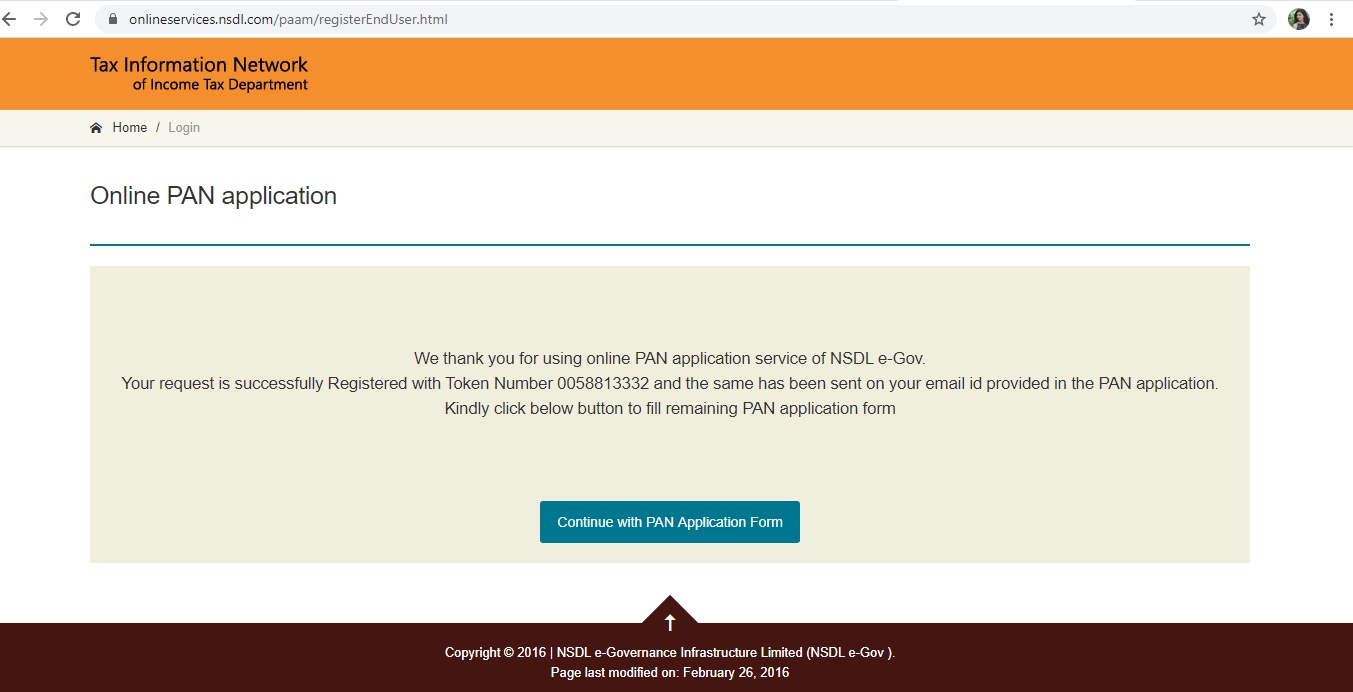 onlineservices.nsdl.com/paam/registerEndUser.html
Tax Information Network
of Income Tax Department
Home / Login
Online PAN application
We thank you for using online PAN application service of NSDL e-Gov.
Your request is successfully Registered with Token Number 0058813332 and the same has been sent on your email id provided in the PAN application.
Kindly click below button to fill remaining PAN application form
Continue with PAN Application Form
Copyright © 2016 | NSDL e-Governance Infrastructure Limited (NSDL e-Gov ).
Page last modified on: February 26, 2016